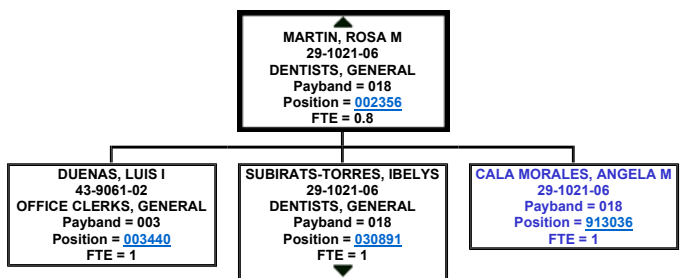 MARTIN, ROSA M
29-1021-06
DENTISTS, GENERAL
Payband = 018
Position = 002356
FTE = 0.8
DUENAS, LUIS I
43-9061-02
OFFICE CLERKS, GENERAL
Payband = 003
Position = 003440
FTE = 1
SUBIRATS-TORRES, IBELYS
29-1021-06
DENTISTS, GENERAL
Payband = 018
Position = 030891
FTE = 1
CALA MORALES, ANGELA M
29-1021-06
Payband = 018
Position = 913036
FTE = 1